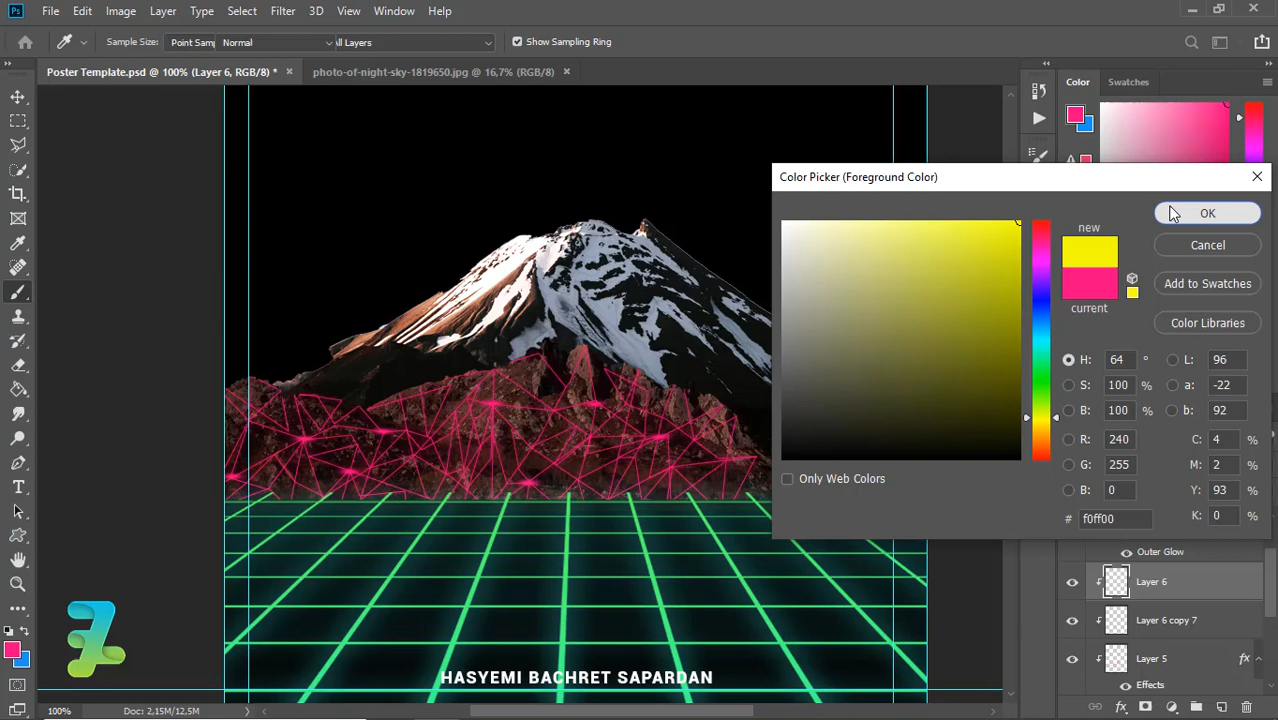 Ps File Edit Image Layer Type Select Filter 3D View Window Help
Sample Size: Point Samp Normal ll Layers Show Sampling Ring
Poster Template.psd @ 100% (Layer 6, RGB/8) * × photo-of-night-sky-1819650.jpg @ 16,7% (RGB/8) ×
Color Swatches
Color Picker (Foreground Color)
new
current
OK
Cancel
Add to Swatches
Color Libraries
H: 64 ° L: 96
S: 100 % a: -22
B: 100 % b: 92
R: 240 C: 4 %
G: 255 M: 2 %
B: 0 Y: 93 %
# f0ff00 K: 0 %
Only Web Colors
Outer Glow
Layer 6
Layer 6 copy 7
Layer 5 fx
Effects
HASYEMI BACHRET SAPARDAN
100% Doc: 2,15M/12,5M
fx